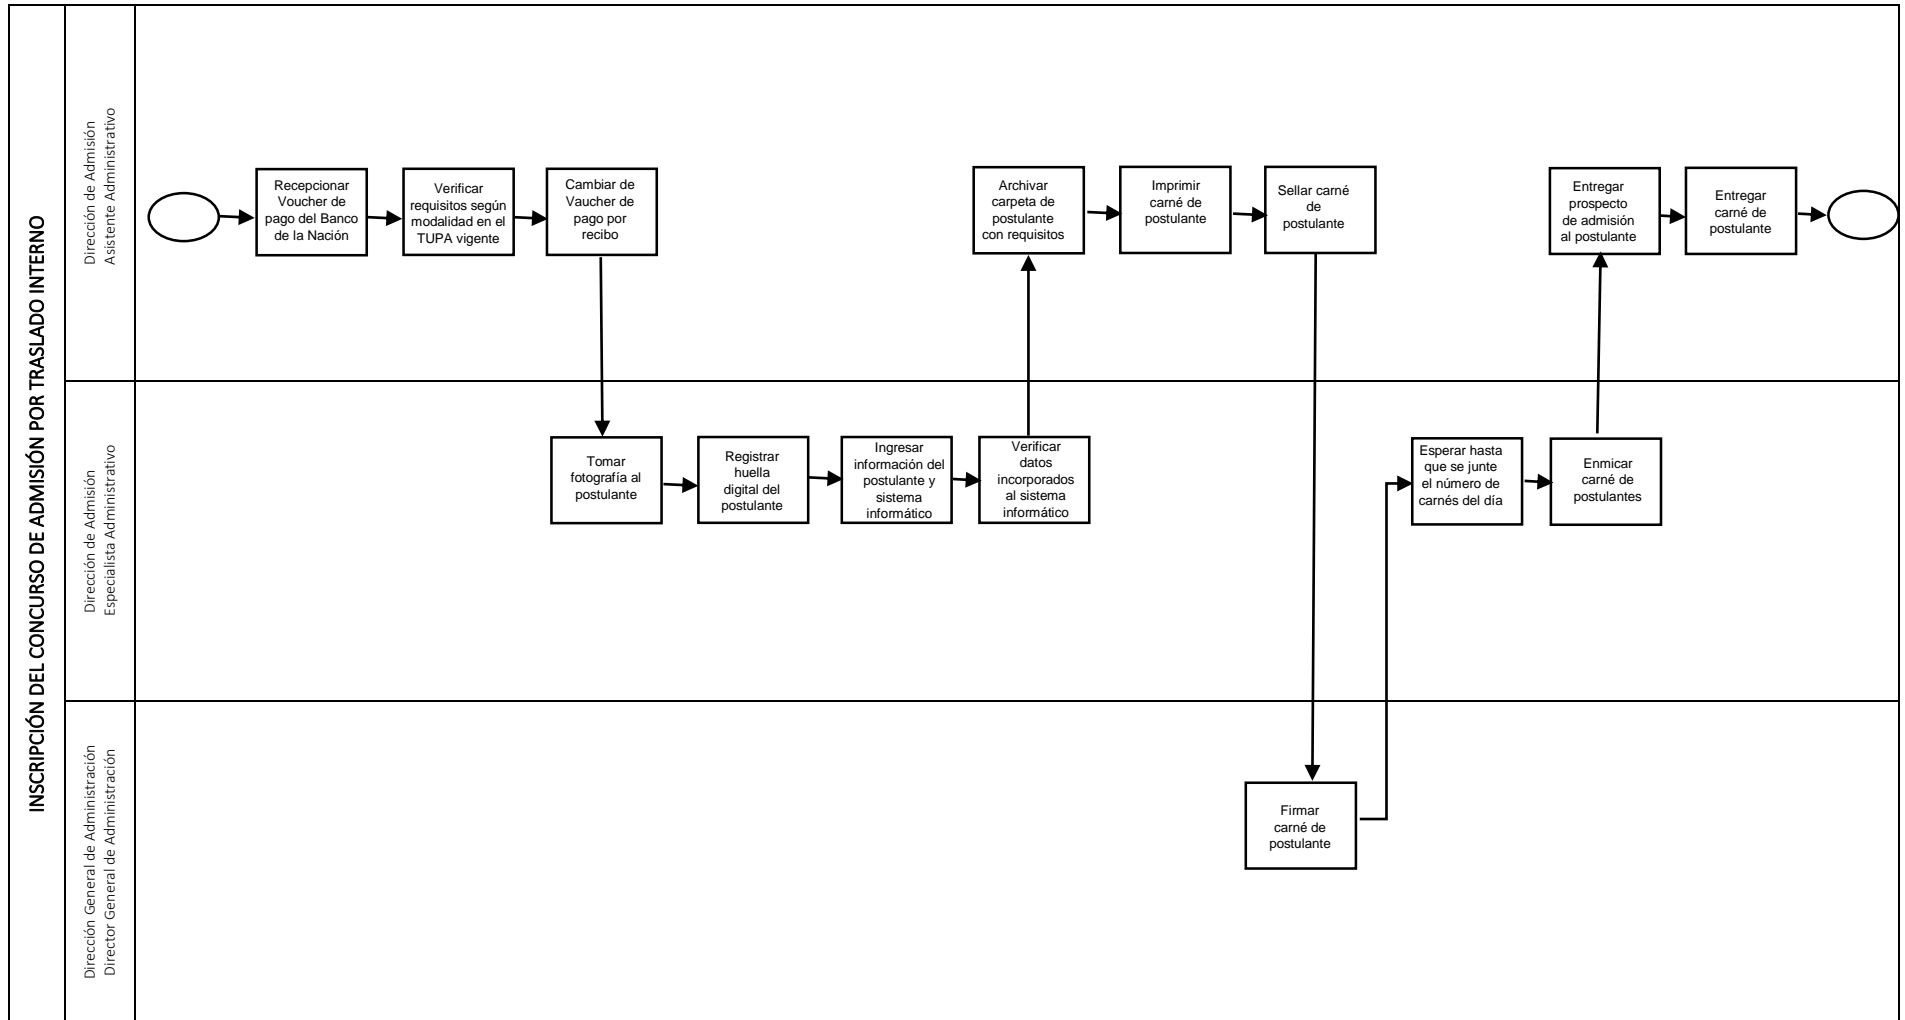 INSCRIPCIÓN DEL CONCURSO DE ADMISIÓN POR TRASLADO INTERNO
Dirección de Admisión
Asistente Administrativo
Recepcionar
Voucher de
pago del Banco
de la Nación
Verificar
requisitos según
modalidad en el
TUPA vigente
Cambiar de
Vaucher de
pago por
recibo
Archivar
carpeta de
postulante
con requisitos
Imprimir
carné de
postulante
Sellar carné
de
postulante
Entregar
prospecto
de admisión
al postulante
Entregar
carné de
postulante
Dirección de Admisión
Especialista Administrativo
Tomar
fotografía al
postulante
Registrar
huella
digital del
postulante
Ingresar
información del
postulante y
sistema
informático
Verificar
datos
incorporados
al sistema
informático
Esperar hasta
que se junte
el número de
carnés del día
Enmicar
carné de
postulantes
Dirección General de Administración
Director General de Administración
Firmar
carné de
postulante